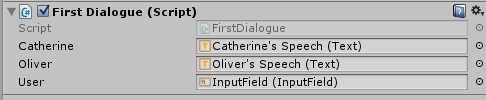 First Dialogue (Script)
Script FirstDialogue
Catherine Catherine's Speech (Text)
Oliver Oliver's Speech (Text)
User InputField (InputField)